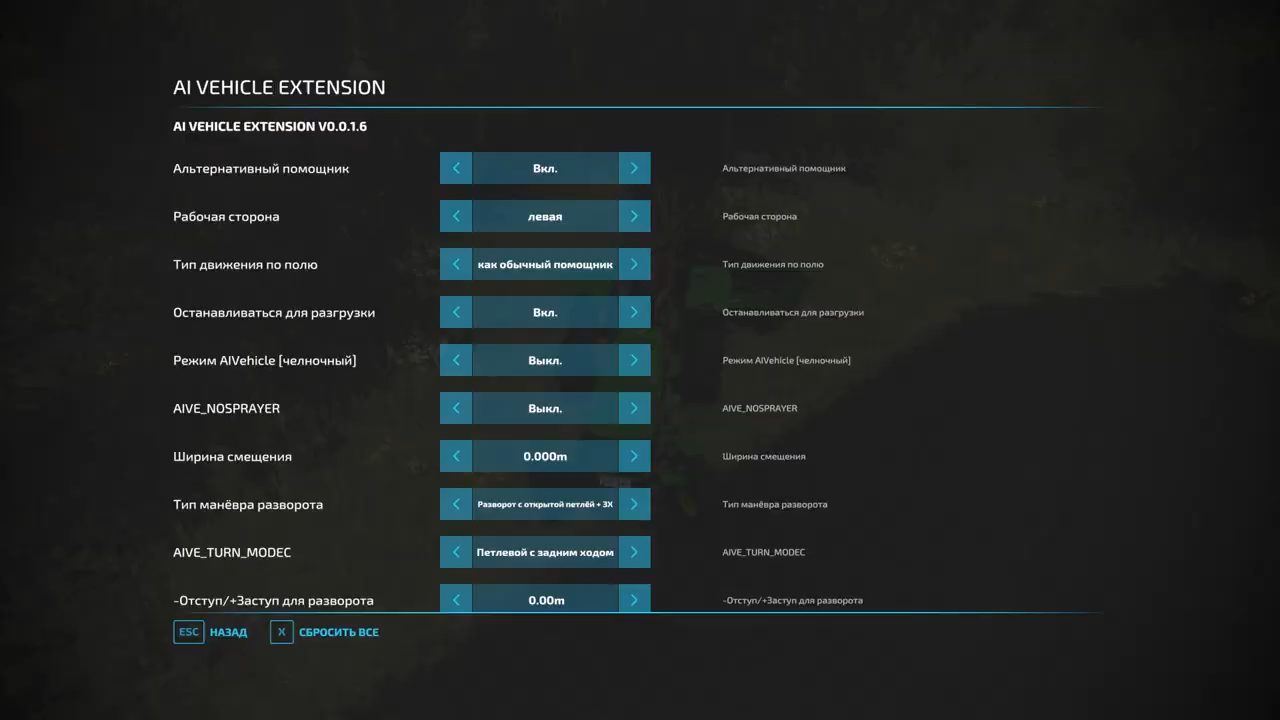 AI VEHICLE EXTENSION
AI VEHICLE EXTENSION V0.0.1.6
Альтернативный помощник Вкл. Альтернативный помощник
Рабочая сторона левая Рабочая сторона
Тип движения по полю как обычный помощник Тип движения по полю
Останавливаться для разгрузки Вкл. Останавливаться для разгрузки
Режим AIVehicle [челночный] Выкл. Режим AIVehicle [челночный]
AIVE_NOSPRAYER Выкл. AIVE_NOSPRAYER
Ширина смещения 0.000m Ширина смещения
Тип манёвра разворота Разворот с открытой петлёй + ЗХ Тип манёвра разворота
AIVE_TURN_MODEC Петлевой с задним ходом AIVE_TURN_MODEC
-Отступ/+Заступ для разворота 0.00m -Отступ/+Заступ для разворота
ESC НАЗАД X СБРОСИТЬ ВСЕ